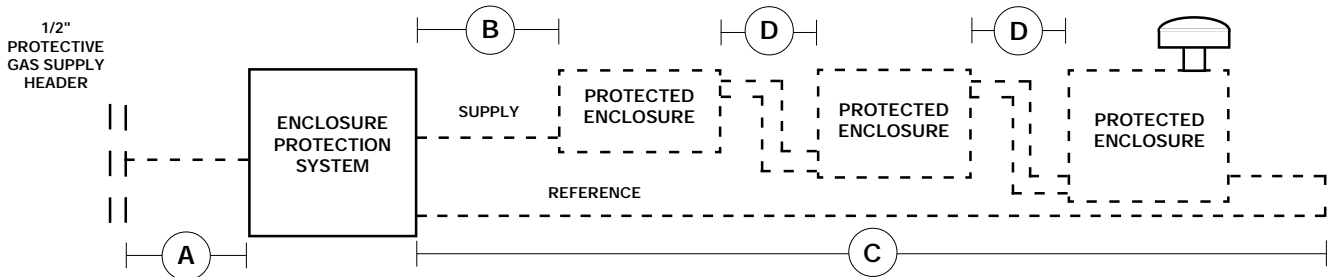 1/2"
PROTECTIVE
GAS SUPPLY
HEADER
B
D
D
ENCLOSURE
PROTECTION
SYSTEM
SUPPLY
PROTECTED
ENCLOSURE
PROTECTED
ENCLOSURE
PROTECTED
ENCLOSURE
REFERENCE
A
C